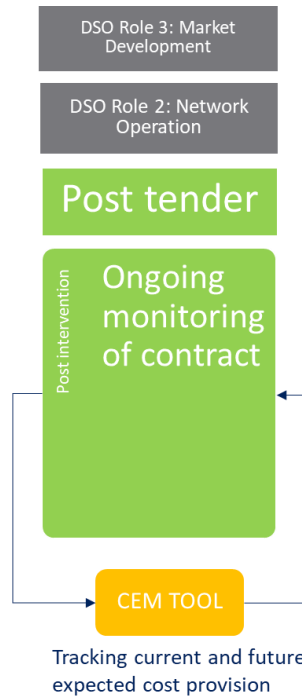 DSO Role 3: Market
Development
DSO Role 2: Network
Operation
Post tender
Post intervention
Ongoing
monitoring
of contract
CEM TOOL
Tracking current and future
expected cost provision